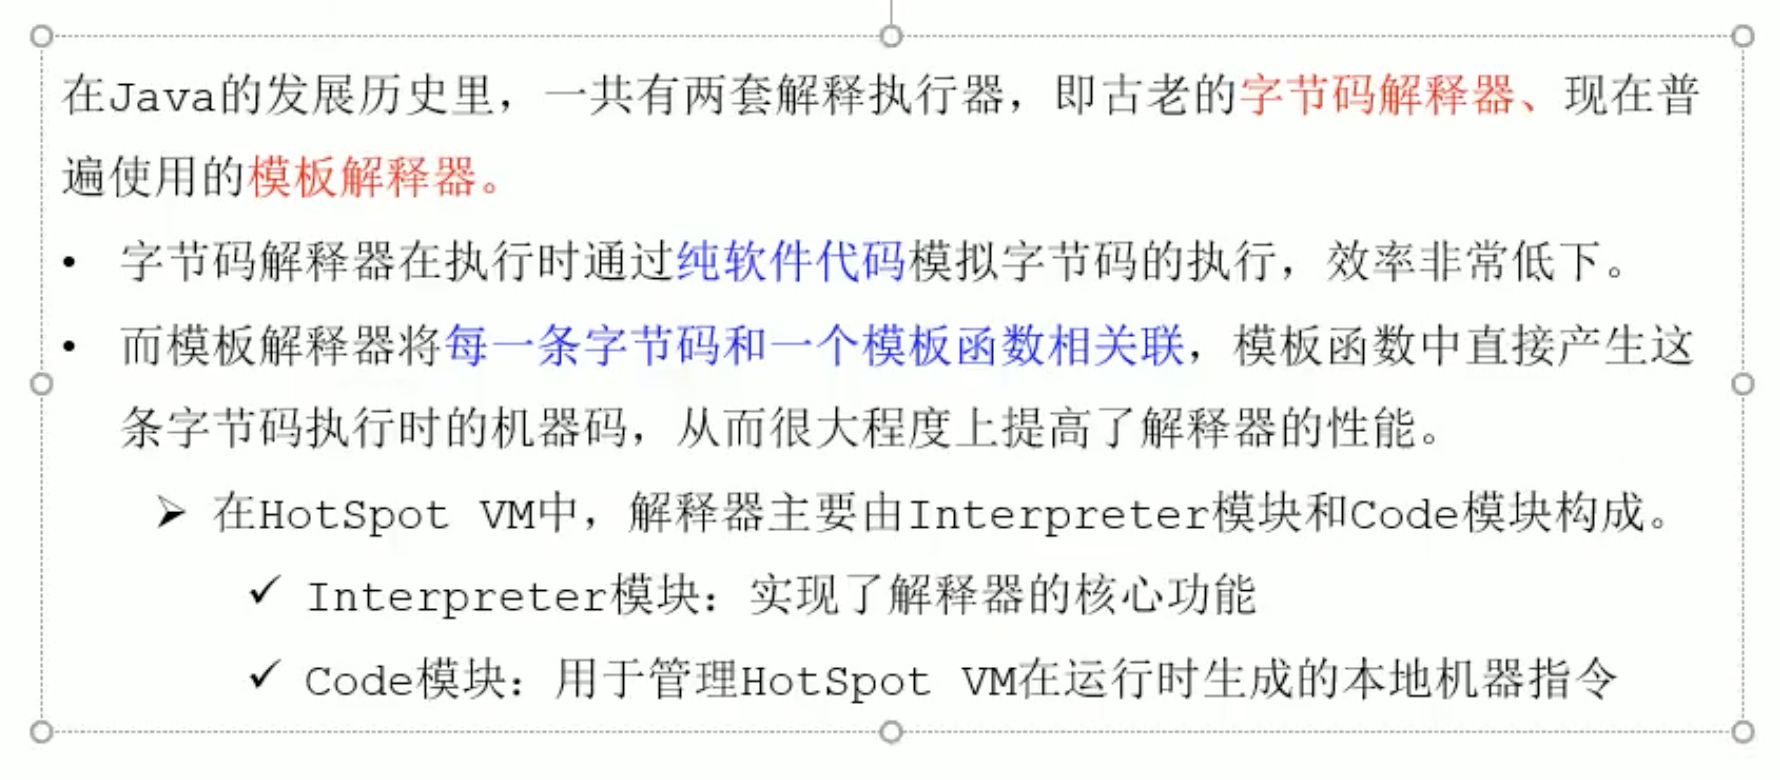 在Java的发展历史里，一共有两套解释执行器，即古老的字节码解释器、现在普
遍使用的模板解释器。
• 字节码解释器在执行时通过纯软件代码模拟字节码的执行，效率非常低下。
• 而模板解释器将每一条字节码和一个模板函数相关联，模板函数中直接产生这
条字节码执行时的机器码，从而很大程度上提高了解释器的性能。
➢ 在HotSpot VM中，解释器主要由Interpreter模块和Code模块构成。
✓ Interpreter模块：实现了解释器的核心功能
✓ Code模块：用于管理HotSpot VM在运行时生成的本地机器指令